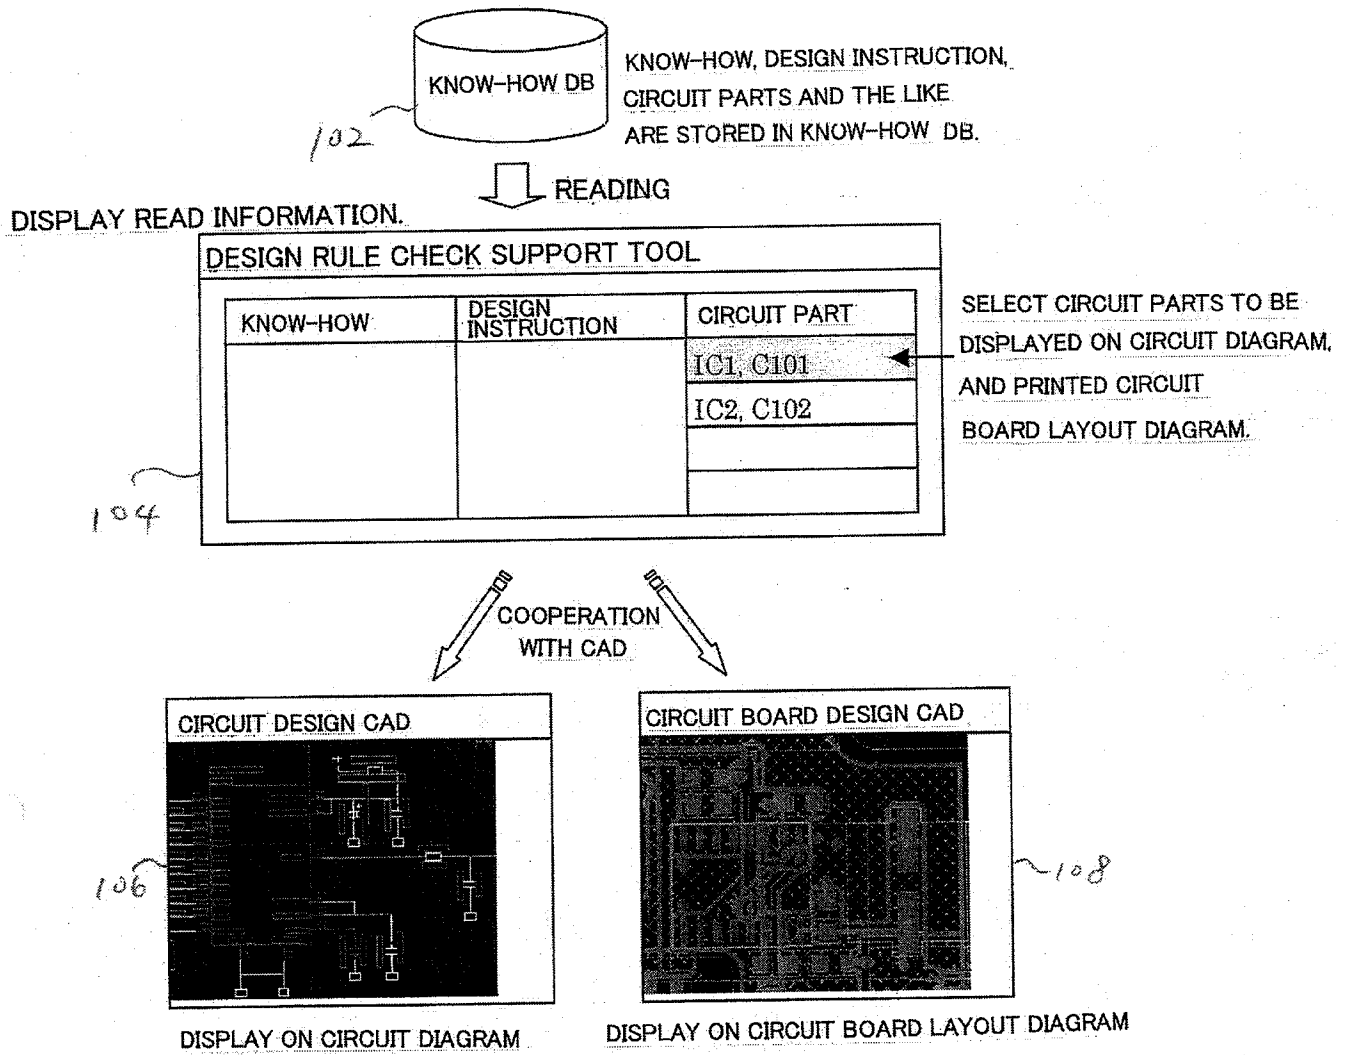 KNOW-HOW DB
KNOW-HOW, DESIGN INSTRUCTION,
CIRCUIT PARTS AND THE LIKE
ARE STORED IN KNOW-HOW DB.
102
READING
DISPLAY READ INFORMATION.
DESIGN RULE CHECK SUPPORT TOOL
KNOW-HOW
DESIGN
INSTRUCTION
CIRCUIT PART
IC1, C101
IC2, C102
SELECT CIRCUIT PARTS TO BE
DISPLAYED ON CIRCUIT DIAGRAM,
AND PRINTED CIRCUIT
BOARD LAYOUT DIAGRAM.
104
COOPERATION
WITH CAD
CIRCUIT DESIGN CAD
CIRCUIT BOARD DESIGN CAD
106
108
DISPLAY ON CIRCUIT DIAGRAM
DISPLAY ON CIRCUIT BOARD LAYOUT DIAGRAM